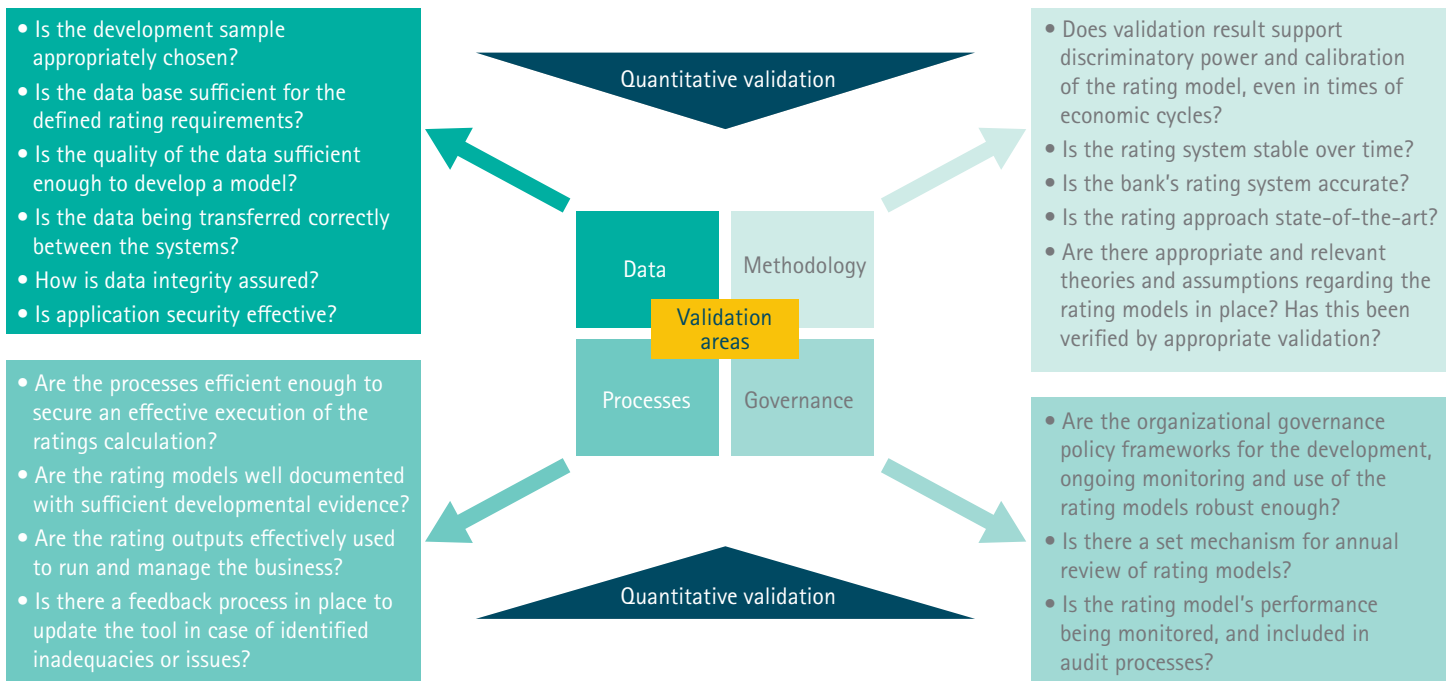 • Is the development sample
appropriately chosen?
• Is the data base sufficient for the
defined rating requirements?
• Is the quality of the data sufficient
enough to develop a model?
• Is the data being transferred correctly
between the systems?
• How is data integrity assured?
• Is application security effective?
Quantitative validation
• Does validation result support
discriminatory power and calibration
of the rating model, even in times of
economic cycles?
• Is the rating system stable over time?
• Is the bank's rating system accurate?
• Is the rating approach state-of-the-art?
• Are there appropriate and relevant
theories and assumptions regarding the
rating models in place? Has this been
verified by appropriate validation?
Data
Methodology
Validation
areas
Processes
Governance
• Are the processes efficient enough to
secure an effective execution of the
ratings calculation?
• Are the rating models well documented
with sufficient developmental evidence?
• Are the rating outputs effectively used
to run and manage the business?
• Is there a feedback process in place to
update the tool in case of identified
inadequacies or issues?
Quantitative validation
• Are the organizational governance
policy frameworks for the development,
ongoing monitoring and use of the
rating models robust enough?
• Is there a set mechanism for annual
review of rating models?
• Is the rating model's performance
being monitored, and included in
audit processes?